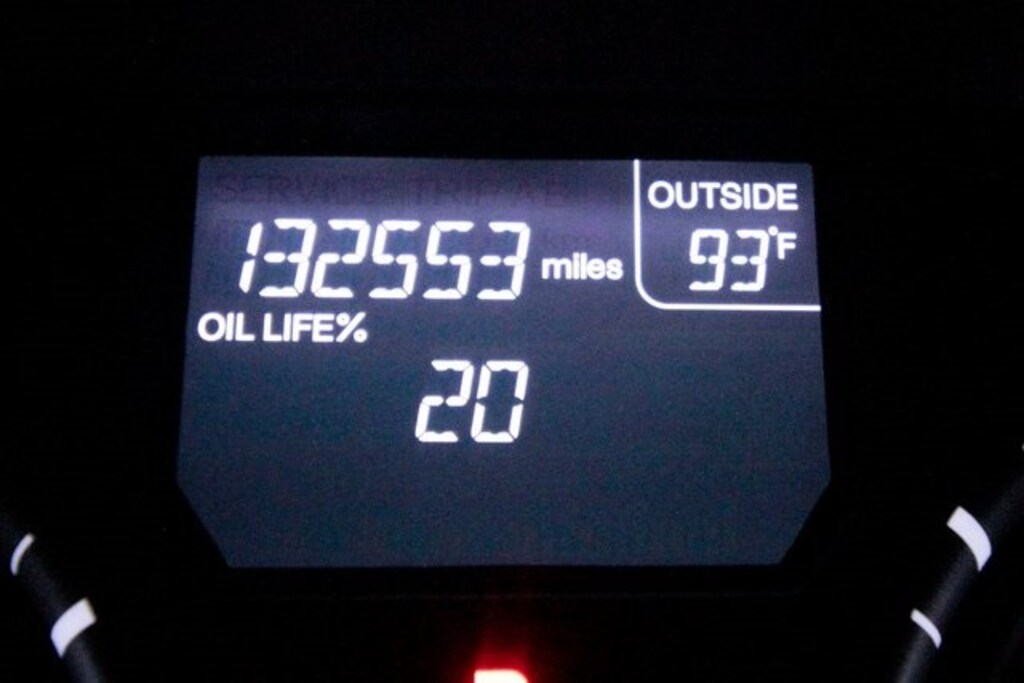 OUTSIDE
132553 miles 93°F
OIL LIFE%
20